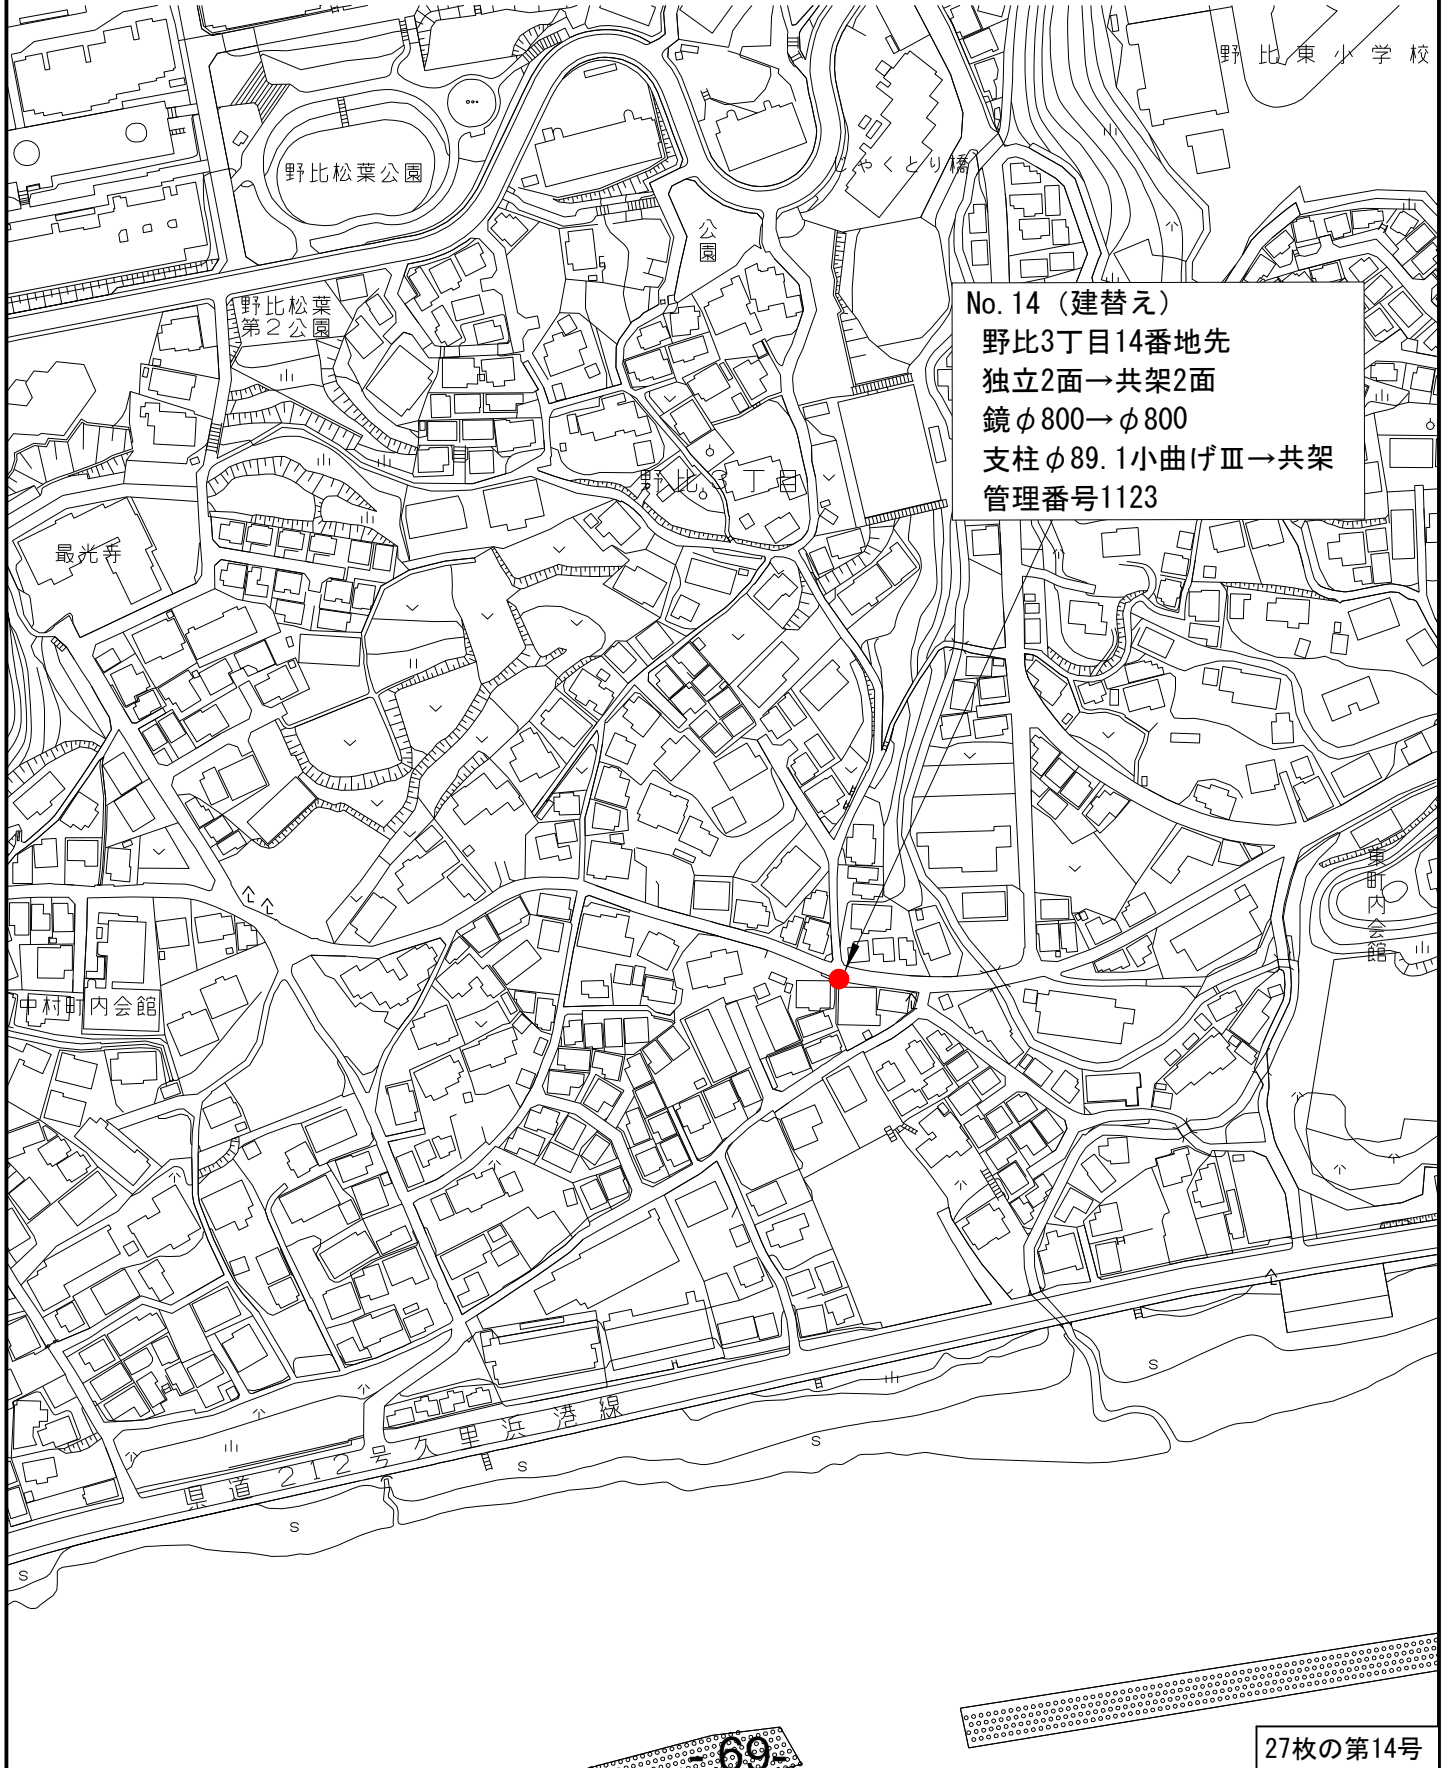 野比東小学校
野比松葉公園
じゃくとり橋
公園
野比松葉
第2公園
No.14（建替え）
野比3丁目14番地先
独立2面→共架2面
鏡φ800→φ800
支柱φ89.1小曲げⅢ→共架
管理番号1123
野比3丁目
最光寺
東町内会館
中村町内会館
県道212号久里浜港線
S
S
S
S
S
-69-
27枚の第14号